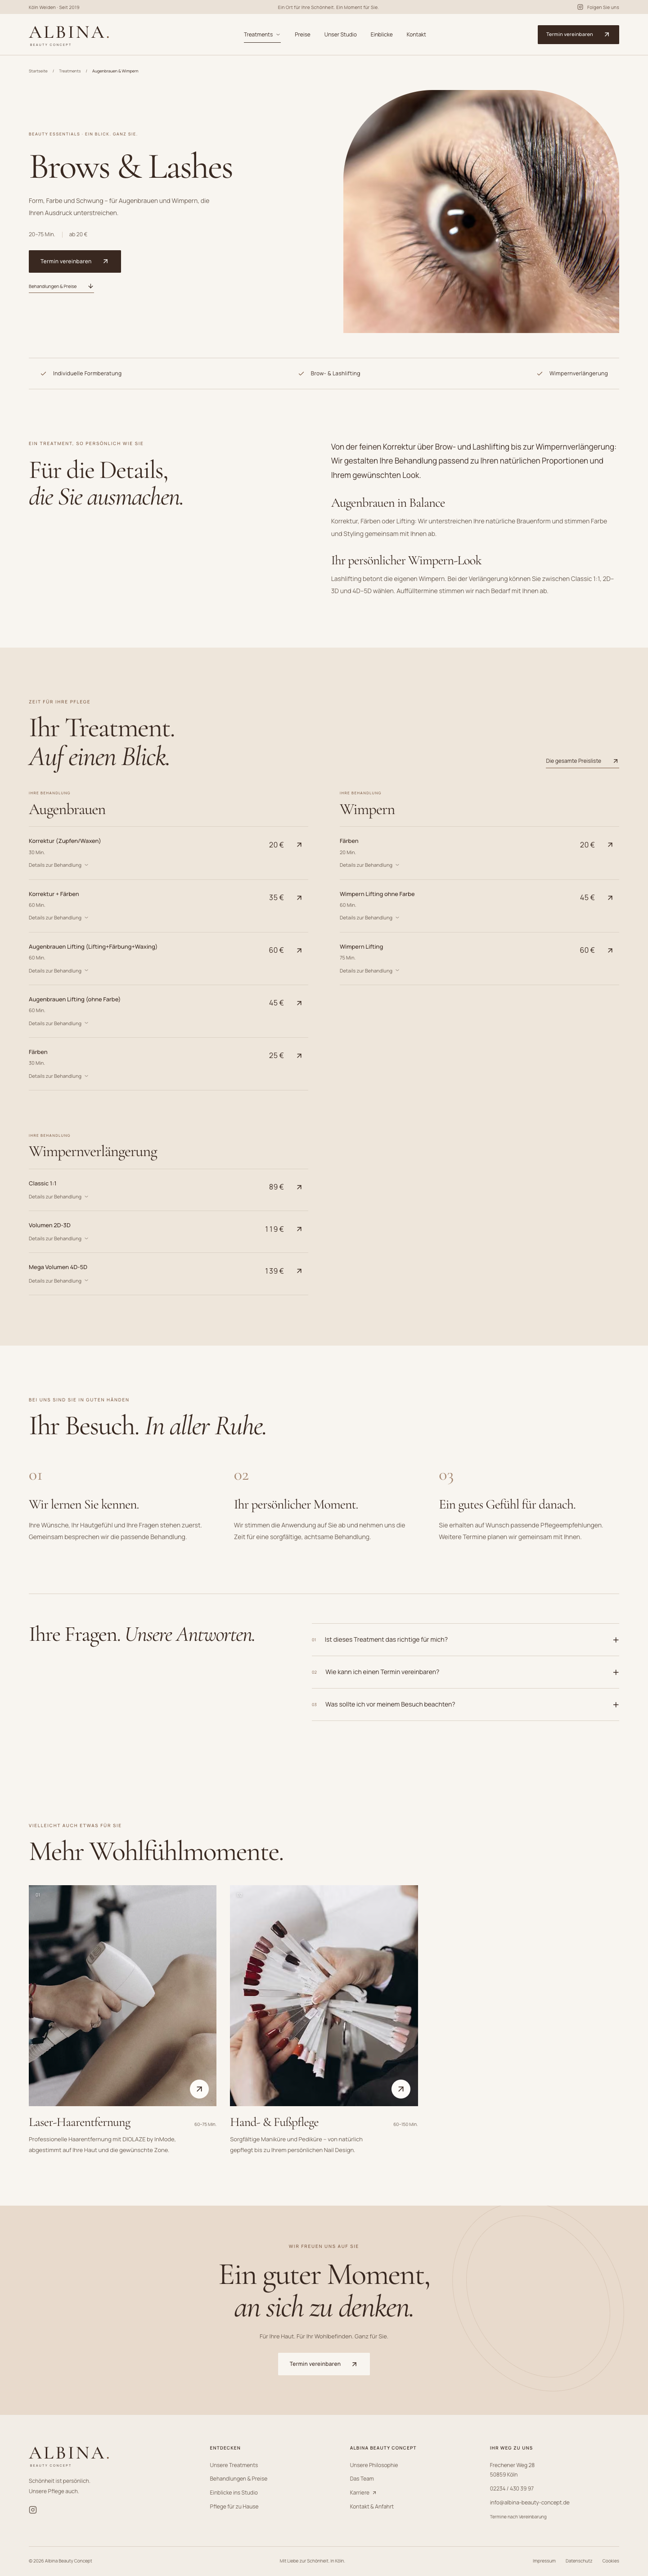 Köln Weiden · Seit 2019
Ein Ort für Ihre Schönheit. Ein Moment für Sie.
Folgen Sie uns
ALBINA.
BEAUTY CONCEPT
Treatments
Preise
Unser Studio
Einblicke
Kontakt
Termin vereinbaren
Startseite / Treatments / Augenbrauen & Wimpern
BEAUTY ESSENTIALS · EIN BLICK. GANZ SIE.
Brows & Lashes
Form, Farbe und Schwung – für Augenbrauen und Wimpern, die
Ihren Ausdruck unterstreichen.
20–75 Min. | ab 20 €
Termin vereinbaren
Behandlungen & Preise
Individuelle Formberatung
Brow- & Lashlifting
Wimpernverlängerung
EIN TREATMENT, SO PERSÖNLICH WIE SIE
Für die Details,
die Sie ausmachen.
Von der feinen Korrektur über Brow- und Lashlifting bis zur Wimpernverlängerung:
Wir gestalten Ihre Behandlung passend zu Ihren natürlichen Proportionen und
Ihrem gewünschten Look.
Augenbrauen in Balance
Korrektur, Färben oder Lifting: Wir unterstreichen Ihre natürliche Brauenform und stimmen Farbe
und Styling gemeinsam mit Ihnen ab.
Ihr persönlicher Wimpern-Look
Lashlifting betont die eigenen Wimpern. Bei der Verlängerung können Sie zwischen Classic 1:1, 2D–
3D und 4D–5D wählen. Auffülltermine stimmen wir nach Bedarf mit Ihnen ab.
ZEIT FÜR IHRE PFLEGE
Ihr Treatment.
Auf einen Blick.
Die gesamte Preisliste
IHRE BEHANDLUNG
Augenbrauen
Korrektur (Zupfen/Waxen)
30 Min.
Details zur Behandlung
20 €
Korrektur + Färben
60 Min.
Details zur Behandlung
35 €
Augenbrauen Lifting (Lifting+Färbung+Waxing)
60 Min.
Details zur Behandlung
60 €
Augenbrauen Lifting (ohne Farbe)
60 Min.
Details zur Behandlung
45 €
Färben
30 Min.
Details zur Behandlung
25 €
IHRE BEHANDLUNG
Wimpern
Färben
20 Min.
Details zur Behandlung
20 €
Wimpern Lifting ohne Farbe
60 Min.
Details zur Behandlung
45 €
Wimpern Lifting
75 Min.
Details zur Behandlung
60 €
IHRE BEHANDLUNG
Wimpernverlängerung
Classic 1:1
Details zur Behandlung
89 €
Volumen 2D-3D
Details zur Behandlung
119 €
Mega Volumen 4D-5D
Details zur Behandlung
139 €
BEI UNS SIND SIE IN GUTEN HÄNDEN
Ihr Besuch. In aller Ruhe.
01
Wir lernen Sie kennen.
Ihre Wünsche, Ihr Hautgefühl und Ihre Fragen stehen zuerst.
Gemeinsam besprechen wir die passende Behandlung.
02
Ihr persönlicher Moment.
Wir stimmen die Anwendung auf Sie ab und nehmen uns die
Zeit für eine sorgfältige, achtsame Behandlung.
03
Ein gutes Gefühl für danach.
Sie erhalten auf Wunsch passende Pflegeempfehlungen.
Weitere Termine planen wir gemeinsam mit Ihnen.
Ihre Fragen. Unsere Antworten.
01 Ist dieses Treatment das richtige für mich?
02 Wie kann ich einen Termin vereinbaren?
03 Was sollte ich vor meinem Besuch beachten?
VIELLEICHT AUCH ETWAS FÜR SIE
Mehr Wohlfühlmomente.
Laser-Haarentfernung
60–75 Min.
Professionelle Haarentfernung mit DIOLAZE by InMode,
abgestimmt auf Ihre Haut und die gewünschte Zone.
Hand- & Fußpflege
30–150 Min.
Sorgfältige Maniküre und Pediküre – von natürlich
gepflegt bis zu Ihrem persönlichen Nail Design.
WIR FREUEN UNS AUF SIE
Ein guter Moment,
an sich zu denken.
Für Ihre Haut. Für Ihr Wohlbefinden. Ganz für Sie.
Termin vereinbaren
ALBINA.
BEAUTY CONCEPT
Schönheit ist persönlich.
Unsere Pflege auch.
ENTDECKEN
Unsere Treatments
Behandlungen & Preise
Einblicke ins Studio
Pflege für zu Hause
ALBINA BEAUTY CONCEPT
Unsere Philosophie
Das Team
Karriere
Kontakt & Anfahrt
IHR WEG ZU UNS
Frechener Weg 28
50859 Köln
02234 / 430 39 97
info@albina-beauty-concept.de
Termine nach Vereinbarung
© 2026 Albina Beauty Concept
Mit Liebe zur Schönheit. In Köln.
Impressum
Datenschutz
Cookies